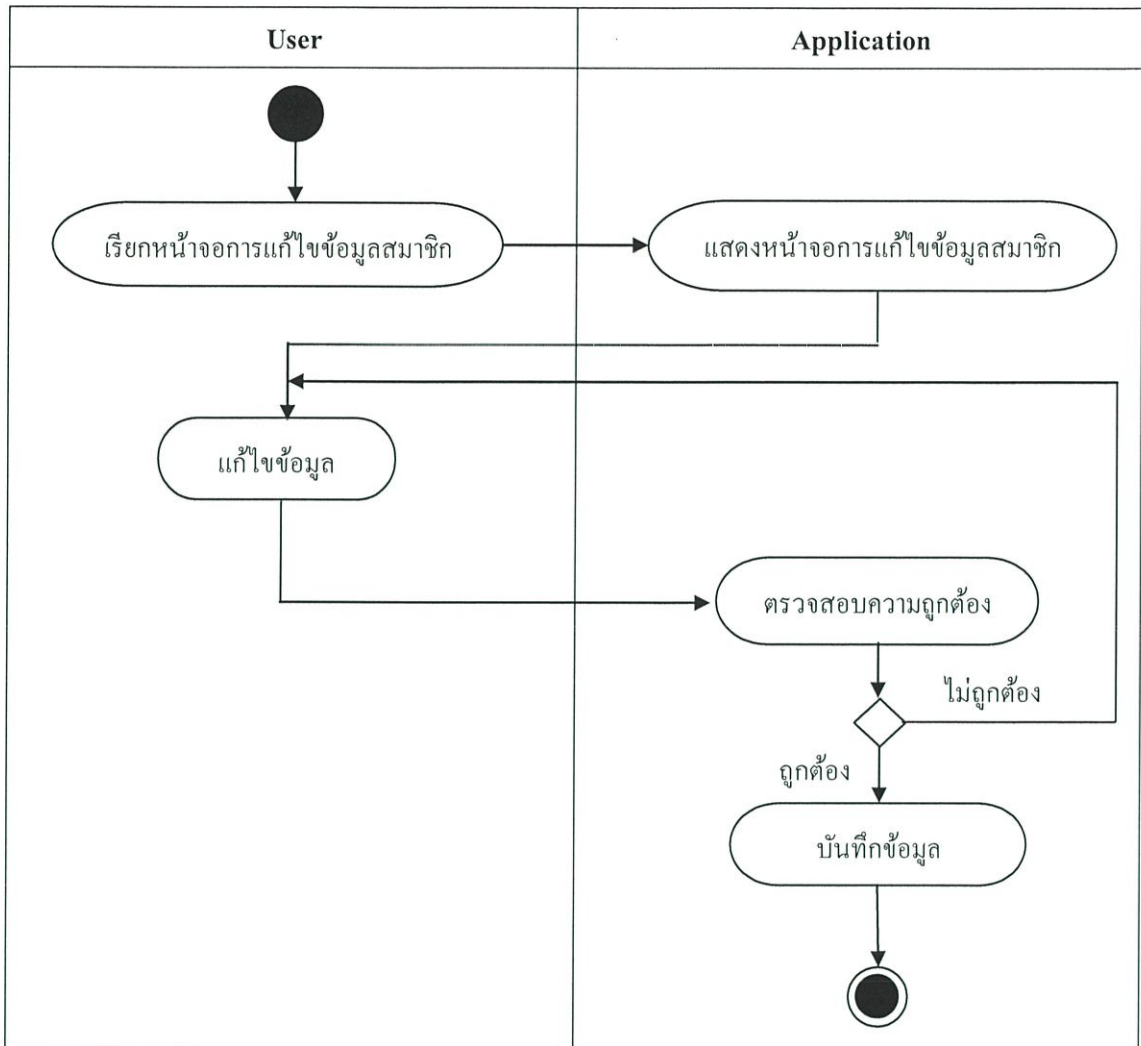 User
Application
เรียกหน้าจอการแก้ไขข้อมูลสมาชิก
แสดงหน้าจอการแก้ไขข้อมูลสมาชิก
แก้ไขข้อมูล
ตรวจสอบความถูกต้อง
ไม่ถูกต้อง
ถูกต้อง
บันทึกข้อมูล